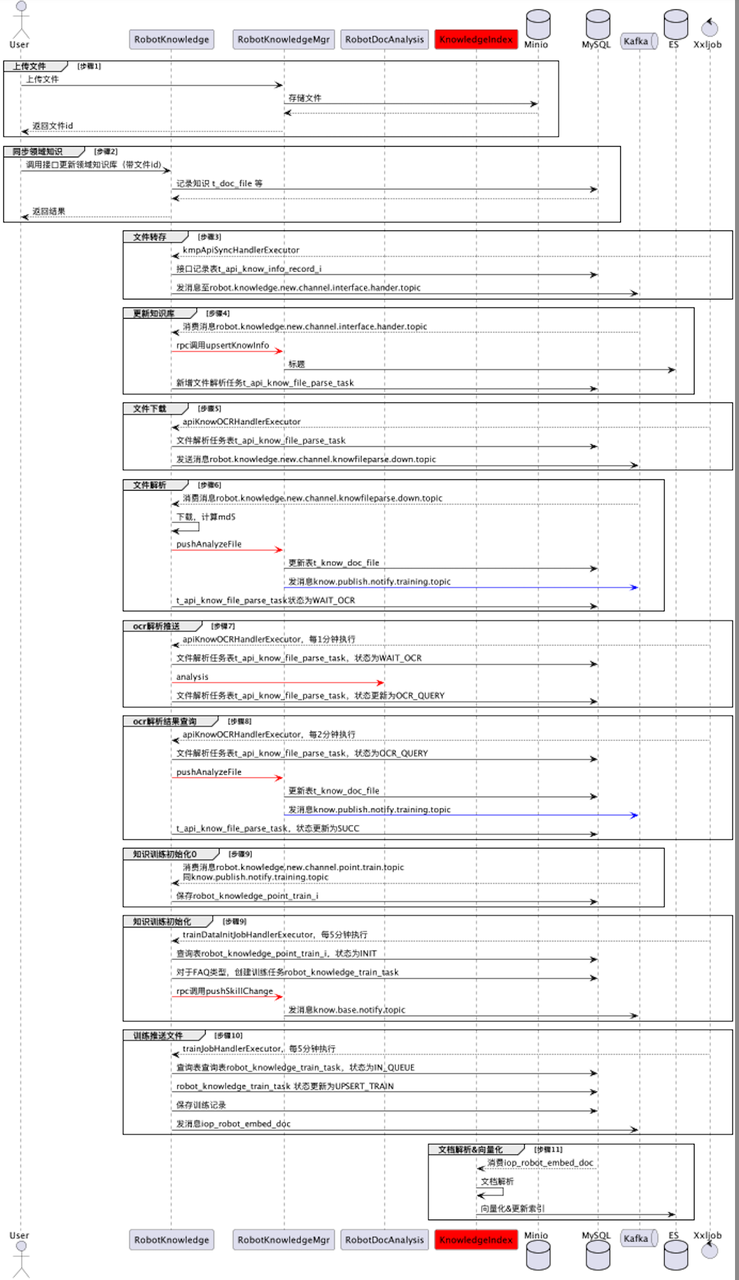 User
RobotKnowledge
RobotKnowledgeMgr
RobotDocAnalysis
KnowledgeIndex
Minio
MySQL
Kafka
ES
Xxljob
上传文件 [步骤1]
上传文件
存储文件
返回文件id
同步领域知识 [步骤2]
调用接口更新领域知识库（带文件id)
记录知识 t_doc_file 等
返回结果
文件转存 [步骤3]
kmpApiSyncHandlerExecutor
接口记录表t_api_know_info_record_i
发消息至robot.knowledge.new.channel.interface.hander.topic
更新知识库 [步骤4]
消费消息robot.knowledge.new.channel.interface.hander.topic
rpc调用upsertKnowInfo
标题
新增文件解析任务t_api_know_file_parse_task
文件下载 [步骤5]
apiKnowOCRHandlerExecutor
文件解析任务表t_api_know_file_parse_task
发送消息robot.knowledge.new.channel.knowfileparse.down.topic
文件解析 [步骤6]
消费消息robot.knowledge.new.channel.knowfileparse.down.topic
下载，计算md5
pushAnalyzeFile
更新表t_know_doc_file
发消息know.publish.notify.training.topic
t_api_know_file_parse_task状态为WAIT_OCR
ocr解析推送 [步骤7]
apiKnowOCRHandlerExecutor，每1分钟执行
文件解析任务表t_api_know_file_parse_task，状态为WAIT_OCR
analysis
文件解析任务表t_api_know_file_parse_task，状态更新为OCR_QUERY
ocr解析结果查询 [步骤8]
apiKnowOCRHandlerExecutor，每2分钟执行
文件解析任务表t_api_know_file_parse_task，状态为OCR_QUERY
pushAnalyzeFile
更新表t_know_doc_file
发消息know.publish.notify.training.topic
t_api_know_file_parse_task，状态更新为SUCC
知识训练初始化0 [步骤9]
消费消息robot.knowledge.new.channel.point.train.topic
同know.publish.notify.training.topic
保存robot_knowledge_point_train_i
知识训练初始化 [步骤9]
trainDataInitJobHandlerExecutor，每5分钟执行
查询表robot_knowledge_point_train_i，状态为INIT
对于FAQ类型，创建训练任务robot_knowledge_train_task
rpc调用pushSkillChange
发消息know.base.notify.topic
训练推送文件 [步骤10]
trainJobHandlerExecutor，每5分钟执行
查询表查询表robot_knowledge_train_task，状态为IN_QUEUE
robot_knowledge_train_task 状态更新为UPSERT_TRAIN
保存训练记录
发消息iop_robot_embed_doc
文档解析&向量化 [步骤11]
消费iop_robot_embed_doc
文档解析
向量化&更新索引
User
RobotKnowledge
RobotKnowledgeMgr
RobotDocAnalysis
KnowledgeIndex
Minio
MySQL
Kafka
ES
Xxljob